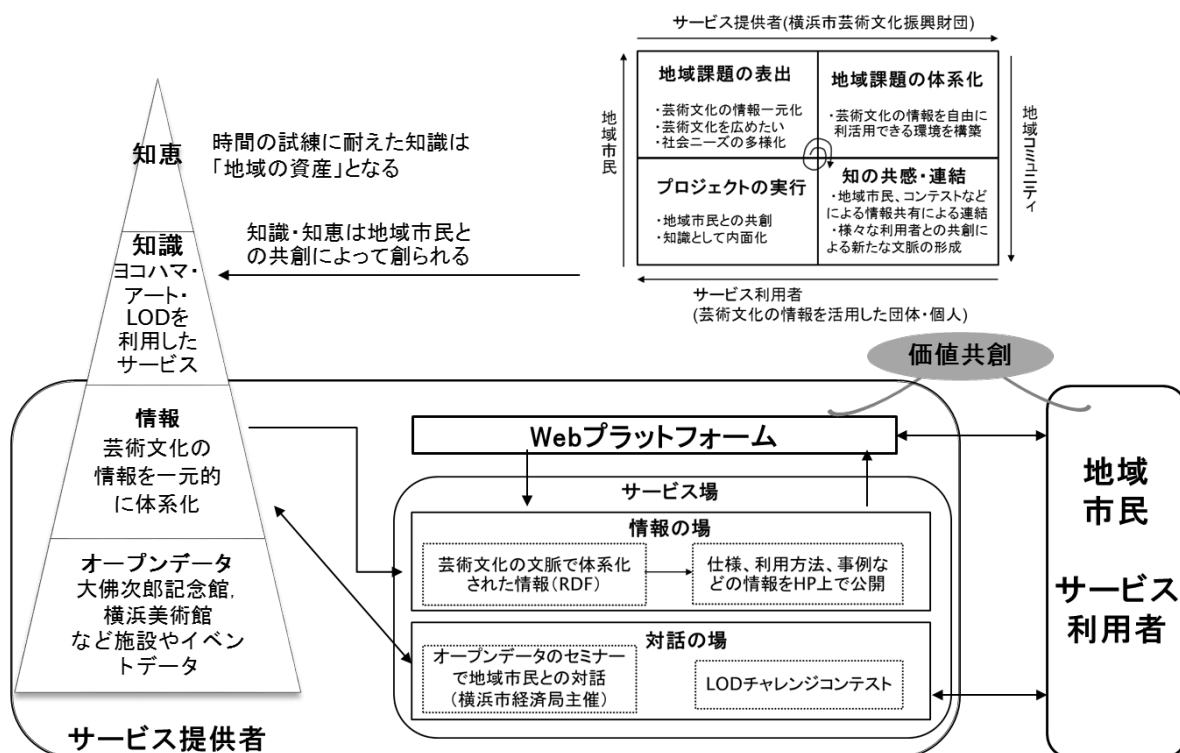 サービス提供者(横浜市芸術文化振興財団)
地域市民
地域課題の表出
・芸術文化の情報一元化
・芸術文化を広めたい
・社会ニーズの多様化
地域課題の体系化
・芸術文化の情報を自由に
利活用できる環境を構築
地域コミュニティ
プロジェクトの実行
・地域市民との共創
・知識として内面化
知の共感・連結
・地域市民、コンテストなど
による情報共有による連結
・様々な利用者との共創に
よる新たな文脈の形成
サービス利用者
(芸術文化の情報を活用した団体・個人)
知恵
時間の試練に耐えた知識は
「地域の資産」となる
知識
ヨコハマ・
アート・
LODを
利用した
サービス
知識・知恵は地域市民と
の共創によって創られる
情報
芸術文化の
情報を一元的
に体系化
オープンデータ
大佛次郎記念館,
横浜美術館
など施設やイベン
トデータ
サービス提供者
価値共創
Webプラットフォーム
サービス場
情報の場
芸術文化の文脈で体系化
された情報(RDF)
仕様、利用方法、事例な
どの情報をHP上で公開
対話の場
オープンデータのセミナー
で地域市民との対話
(横浜市経済局主催)
LODチャレンジコンテスト
地域
市民
サービス
利用者